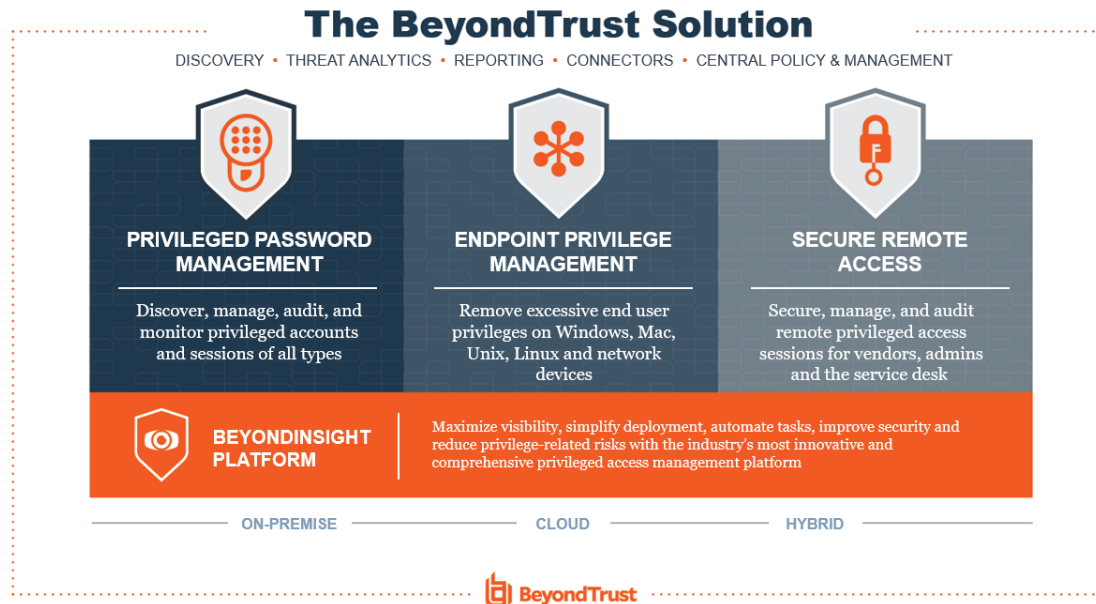 The BeyondTrust Solution
DISCOVERY • THREAT ANALYTICS • REPORTING • CONNECTORS • CENTRAL POLICY & MANAGEMENT
PRIVILEGED PASSWORD
MANAGEMENT
Discover, manage, audit, and
monitor privileged accounts
and sessions of all types
ENDPOINT PRIVILEGE
MANAGEMENT
Remove excessive end user
privileges on Windows, Mac,
Unix, Linux and network
devices
SECURE REMOTE
ACCESS
Secure, manage, and audit
remote privileged access
sessions for vendors, admins
and the service desk
BEYONDINSIGHT
PLATFORM
Maximize visibility, simplify deployment, automate tasks, improve security and
reduce privilege-related risks with the industry's most innovative and
comprehensive privileged access management platform
ON-PREMISE CLOUD HYBRID
BeyondTrust